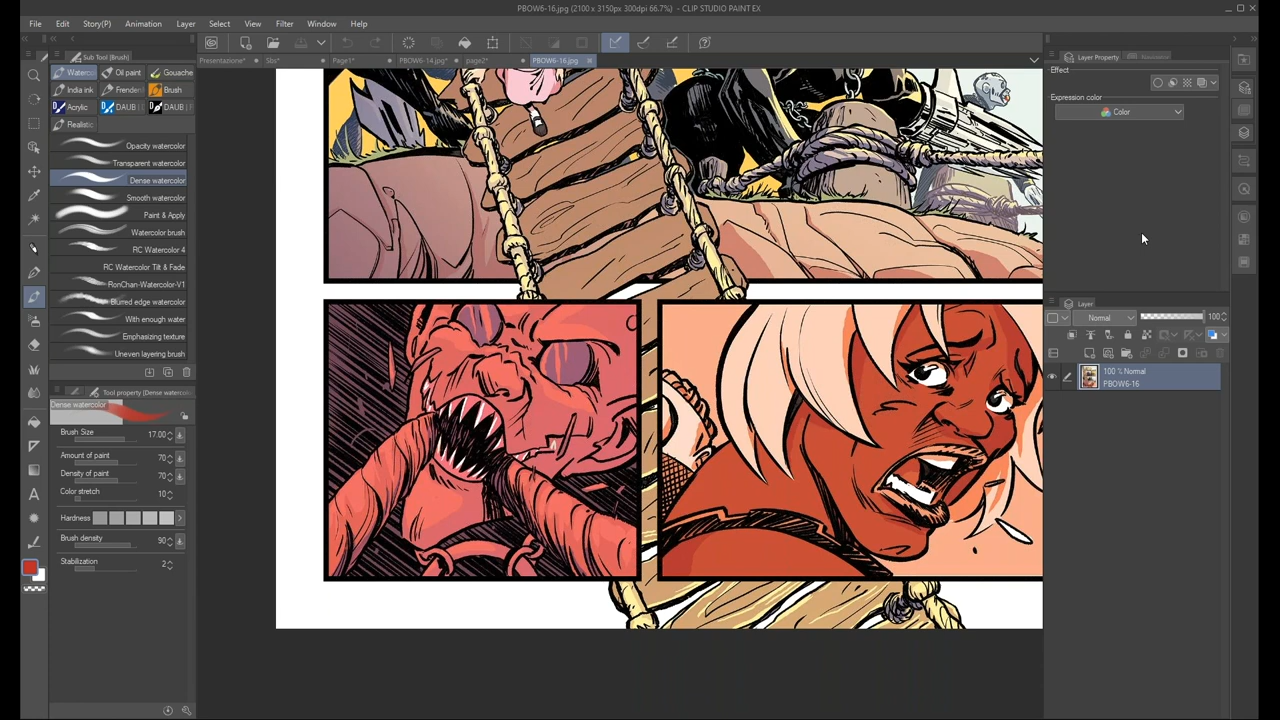 PBOW6-16.jpg (2100 x 3150px 300dpi 66.7%) - CLIP STUDIO PAINT EX
File Edit View Story(P) Animation Layer Select View Filter Window Help
Sub Tool (Brush)
Presentazione* Sbs* Page1* PBOW6-14.jpg* page2* PBOW6-16.jpg
Layer Property
Effect
Expression color
Color
Waterco Oil paint Gouache
India ink Frender Brush
Acrylic DAUB DAUB
Realistic
Opacity watercolor
Transparent watercolor
Dense watercolor
Smooth watercolor
Paint & Apply
Watercolor brush
RC Watercolor 4
RC Watercolor Tilt & Fade
RonChan-Watercolor-V1
Blurred edge watercolor
With enough water
Emphasizing texture
Uneven layering brush
Tool property (Dense watercolor)
Dense watercolor
Brush Size 17.00
Amount of paint 70
Density of paint 70
Color stretch 10
Hardness
Brush density 90
Stabilization 2
Layer
Normal 100
100 % Normal
PBOW6-16